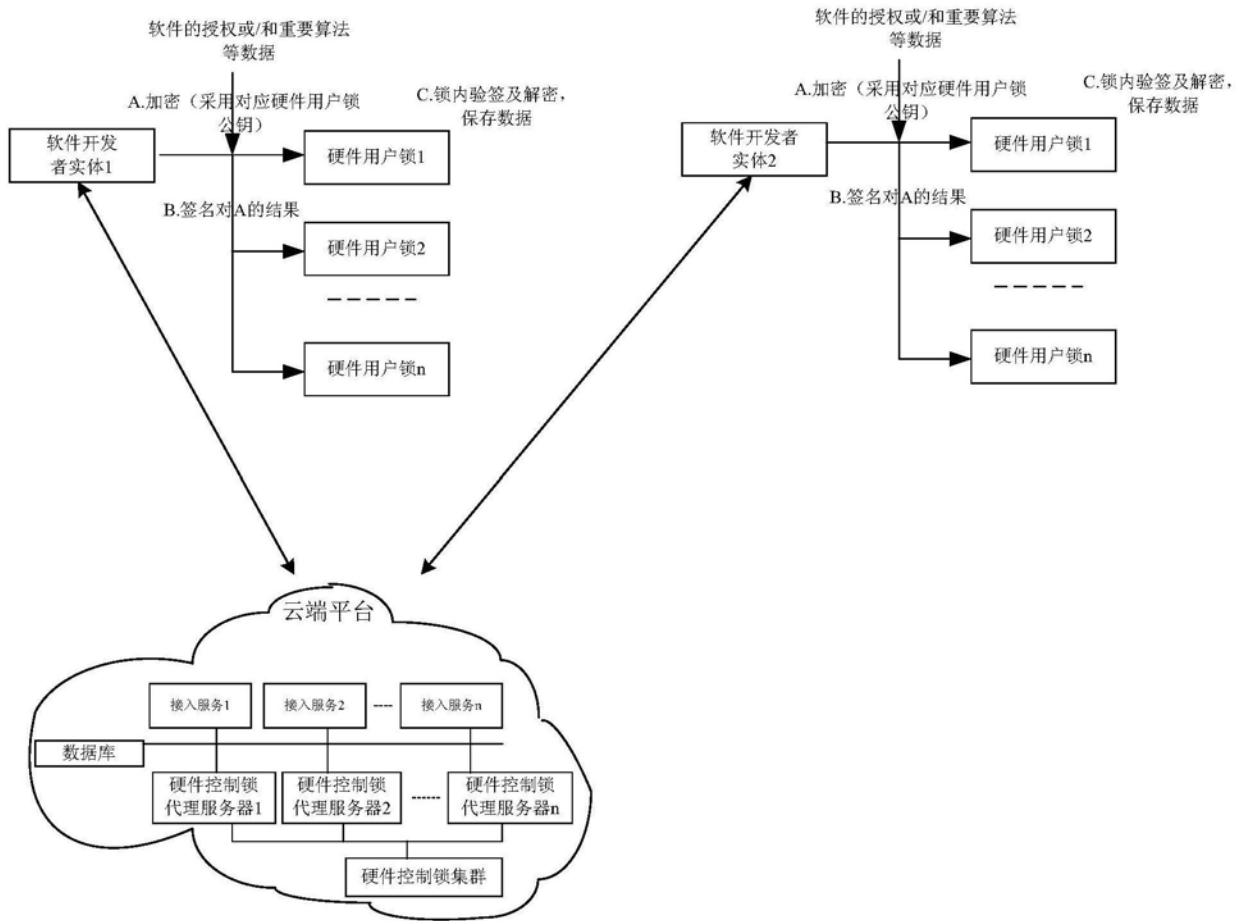 软件的授权或/和重要算法
等数据
A.加密（采用对应硬件用户锁
公钥）
C.锁内验签及解密，
保存数据
软件开发
者实体1
硬件用户锁1
B.签名对A的结果
硬件用户锁2
硬件用户锁n
软件的授权或/和重要算法
等数据
A.加密（采用对应硬件用户锁
公钥）
C.锁内验签及解密，
保存数据
软件开发者
实体2
硬件用户锁1
B.签名对A的结果
硬件用户锁2
硬件用户锁n
云端平台
接入服务1
接入服务2
接入服务n
数据库
硬件控制锁
代理服务器1
硬件控制锁
代理服务器2
硬件控制锁
代理服务器n
硬件控制锁集群